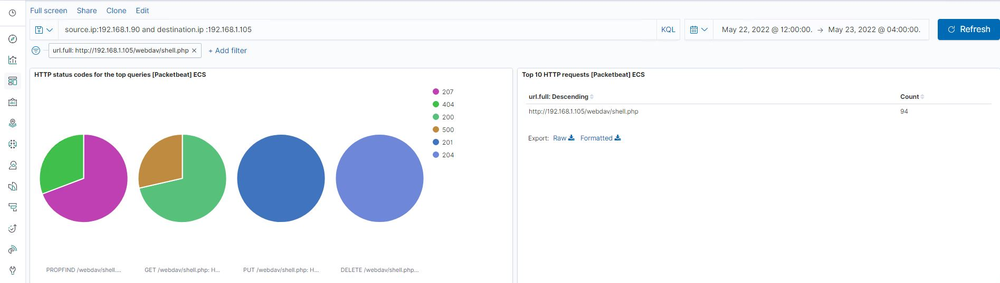 Full screen Share Clone Edit
source.ip:192.168.1.90 and destination.ip :192.168.1.105 KQL May 22, 2022 @ 12:00:00. → May 23, 2022 @ 04:00:00. Refresh
url.full: http://192.168.1.105/webdav/shell.php × + Add filter
HTTP status codes for the top queries [Packetbeat] ECS
207
404
200
500
201
204
PROPFIND /webdav/shell.... GET /webdav/shell.php: H... PUT /webdav/shell.php: H... DELETE /webdav/shell.php...
Top 10 HTTP requests [Packetbeat] ECS
url.full: Descending Count
http://192.168.1.105/webdav/shell.php 94
Export: Raw Formatted